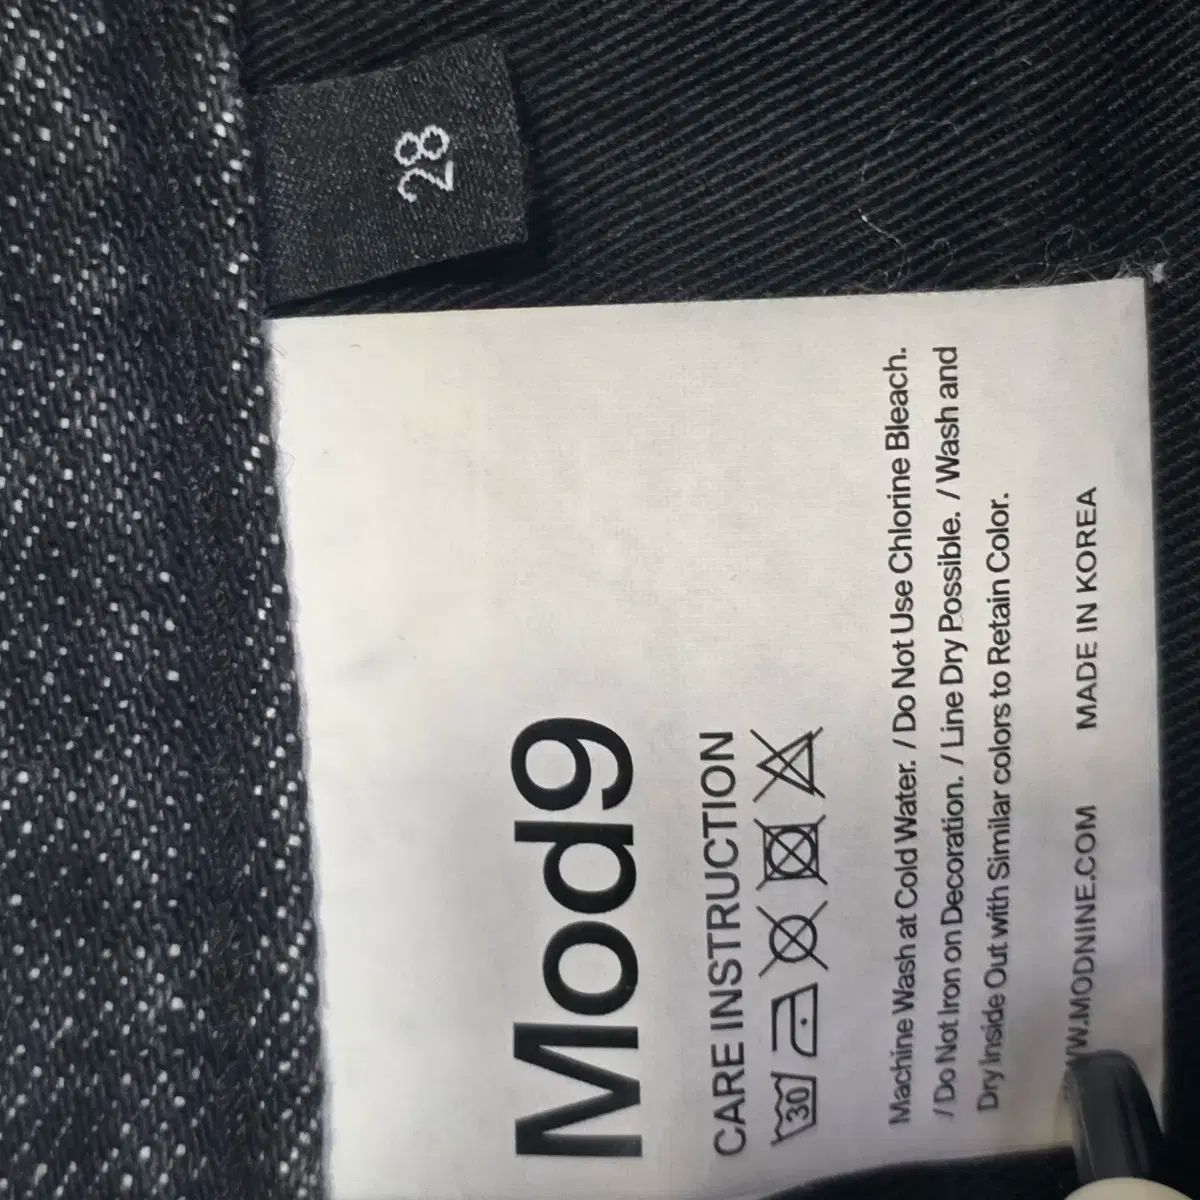 28
Mod9
CARE INSTRUCTION
30
Machine Wash at Cold Water. / Do Not Use Chlorine Bleach.
/ Do Not Iron on Decoration. / Line Dry Possible. / Wash and
Dry Inside Out with Similar colors to Retain Color.
W.MODNINE.COM MADE IN KOREA